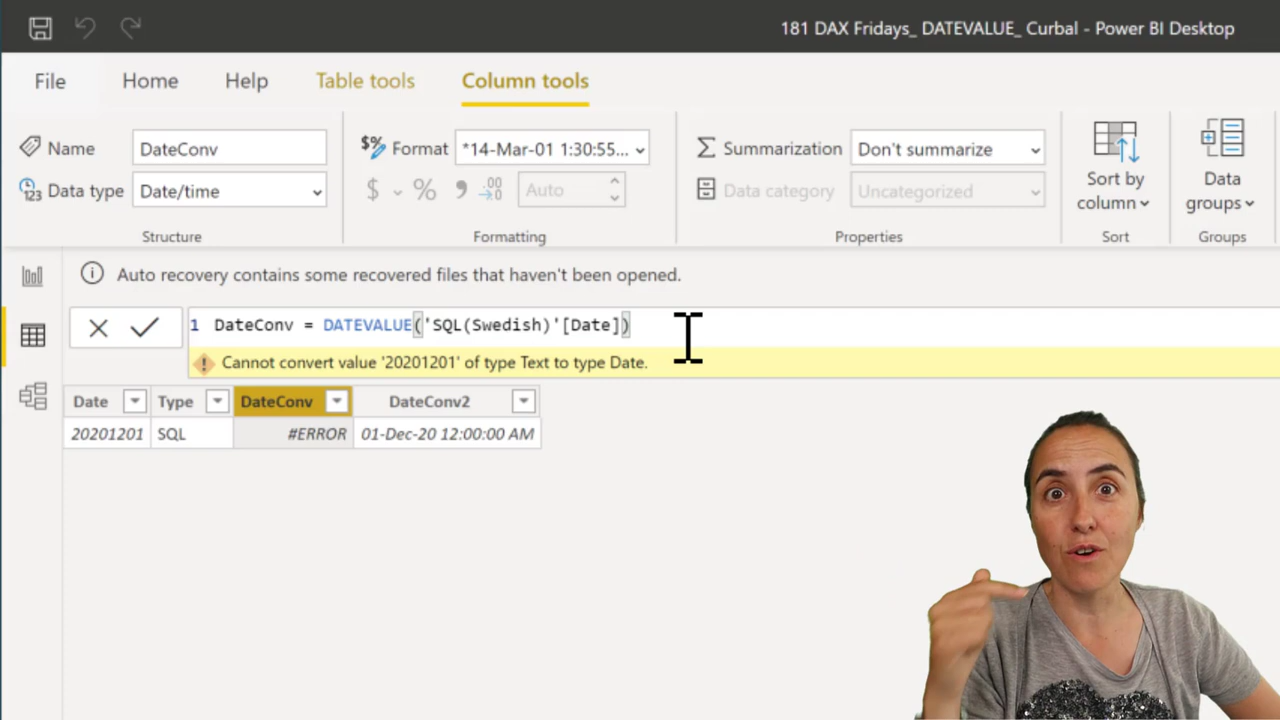 181 DAX Fridays_ DATEVALUE_ Curbal - Power BI Desktop
File Home Help Table tools Column tools
Name DateConv $% Format *14-Mar-01 1:30:55... Σ Summarization Don't summarize
123 Data type Date/time $ % 9 .00 →.0 Auto Data category Uncategorized
Sort by column
Data groups
Structure Formatting Properties Sort Groups
Auto recovery contains some recovered files that haven't been opened.
1 DateConv = DATEVALUE('SQL(Swedish)'[Date])
! Cannot convert value '20201201' of type Text to type Date.
Date Type DateConv DateConv2
20201201 SQL #ERROR 01-Dec-20 12:00:00 AM